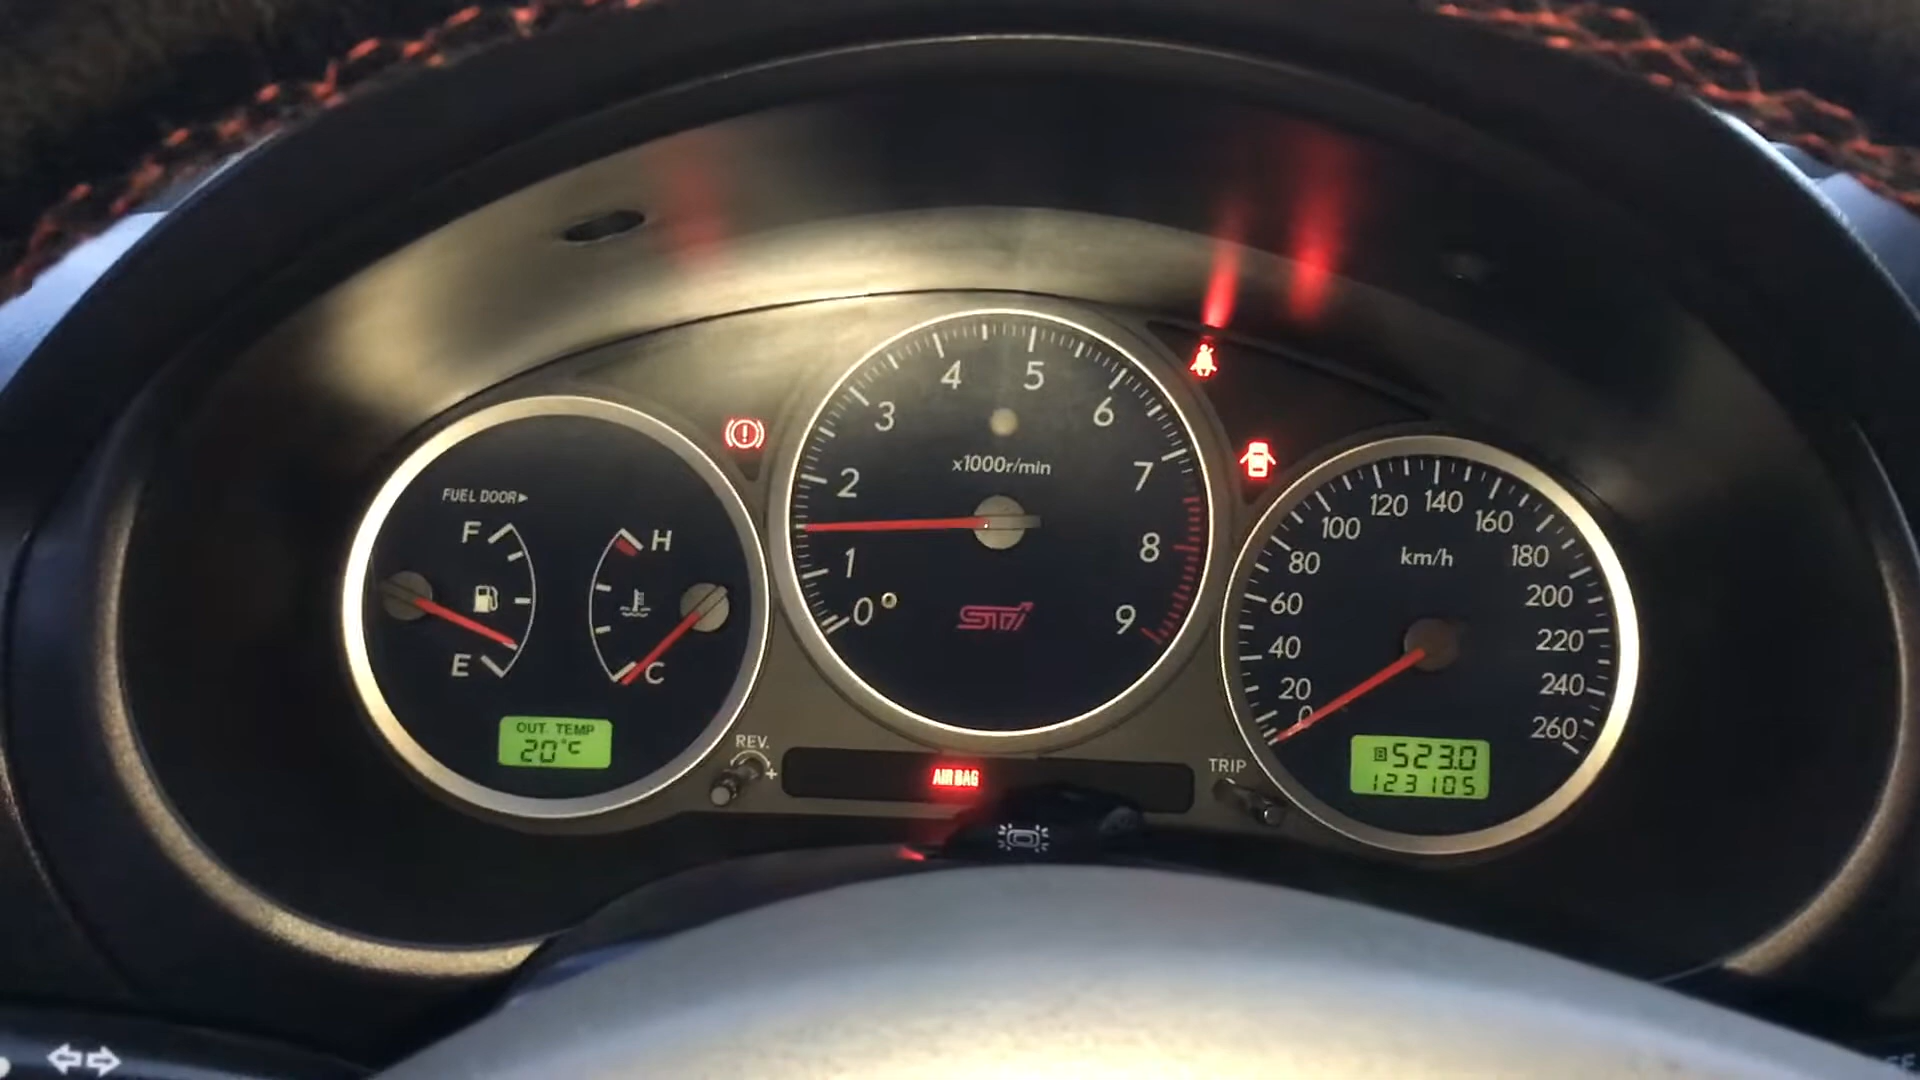 FUEL DOOR▶
F
E
H
C
OUT. TEMP
20°C
0
1
2
3
4
5
6
7
8
9
x1000r/min
STi
0
20
40
60
80
100
120
140
160
180
200
220
240
260
km/h
B 523.0
123105
REV.
+
AIRBAG
TRIP